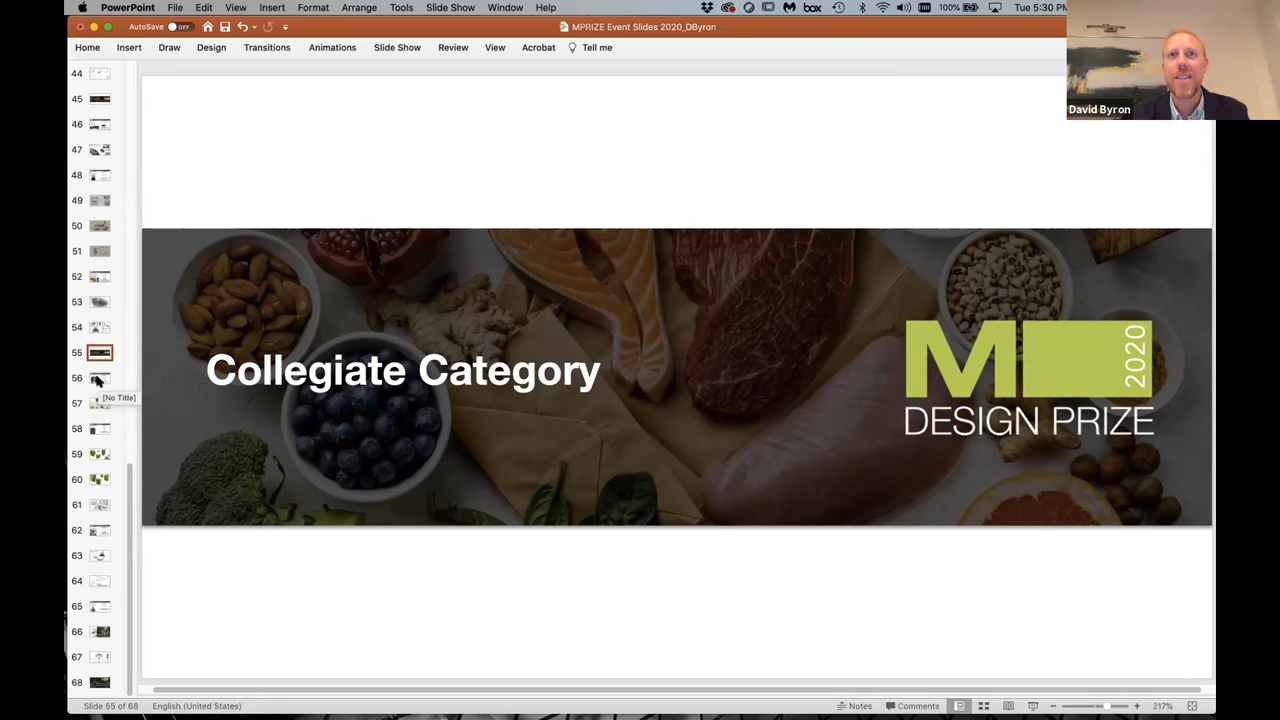 PowerPoint File Edit View Insert Format Arrange Tools Slide Show Window Help box 100% Tue 5:30 PM
AutoSave OFF MPRIZE Event Slides 2020_DByron
Home Insert Draw Design Transitions Animations Slide Show Review View Acrobat Tell me
David Byron
44
45
46
47
48
49
50
51
52
53
54
55
56
[No Title]
57
58
59
60
61
62
63
64
65
66
67
68
Collegiate Category
M 2020
DESIGN PRIZE
Slide 55 of 68 English (United States) Notes Comments 217%